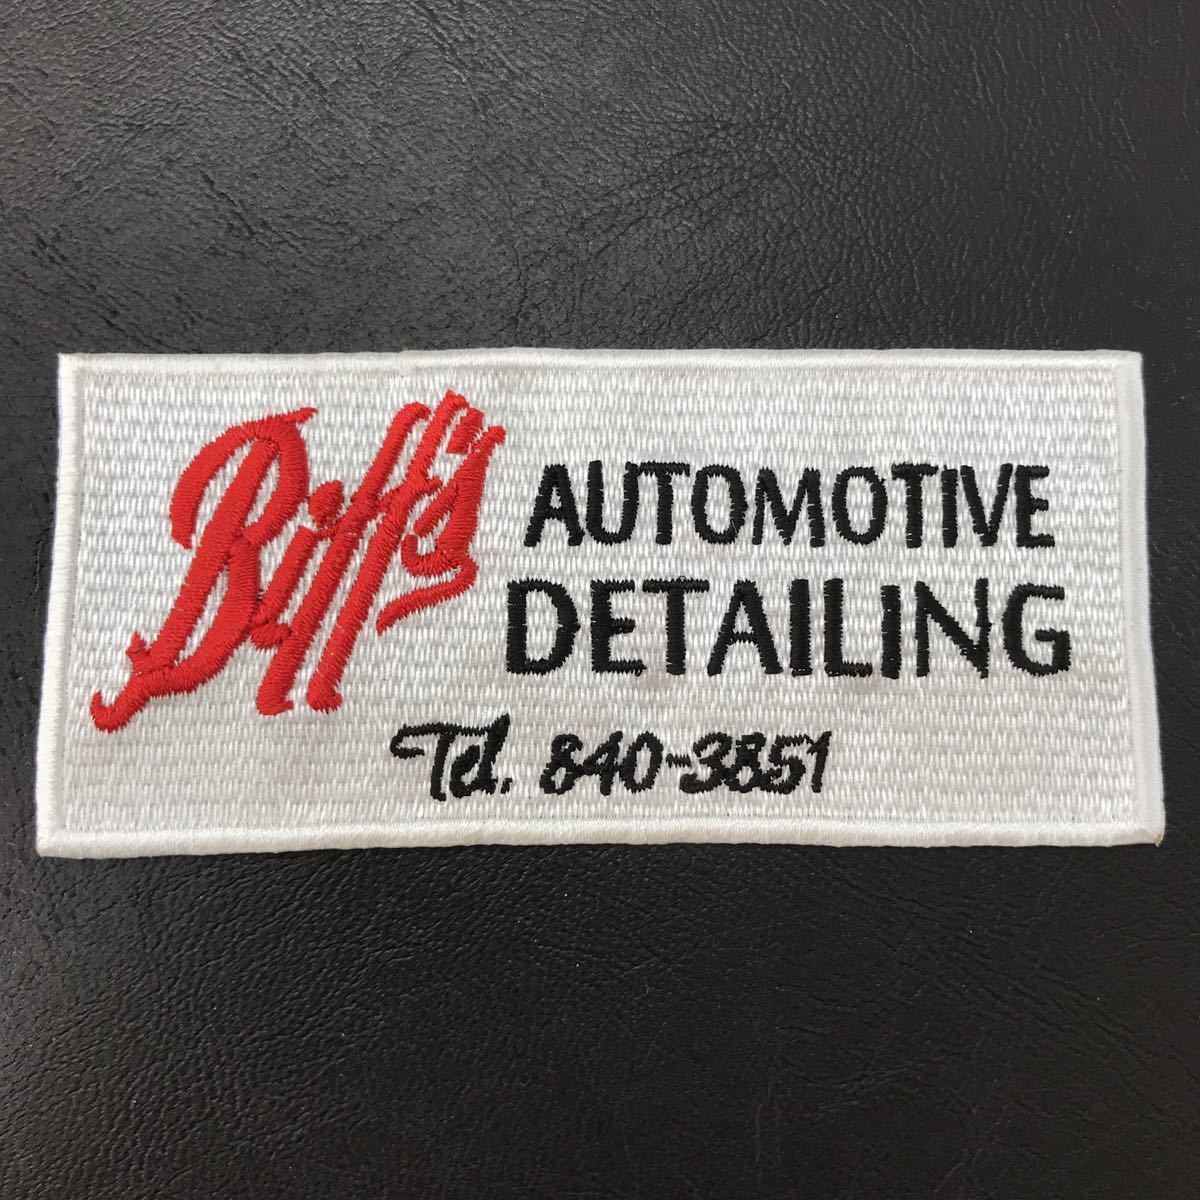 Biff's
AUTOMOTIVE
DETAILING
Tel. 840-3851